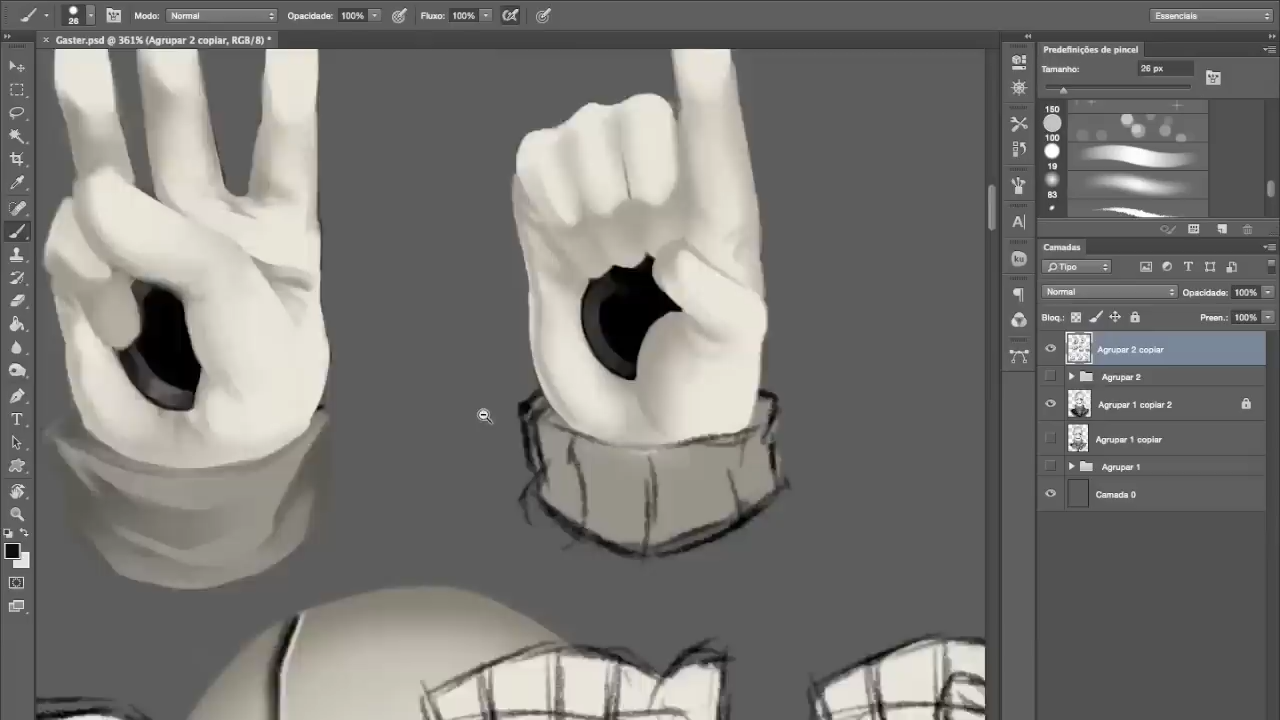 26
Modo:
Normal
Opacidade:
100%
Fluxo:
100%
Essenciais
× Gaster.psd @ 361% (Agrupar 2 copiar, RGB/8) *
Predefinições de pincel
Tamanho:
26 px
150
100
19
83
Camadas
Tipo
Normal
Opacidade:
100%
Bloq.:
Preen.:
100%
Agrupar 2 copiar
Agrupar 2
Agrupar 1 copiar 2
Agrupar 1 copiar
Agrupar 1
Camada 0
A
ku
T